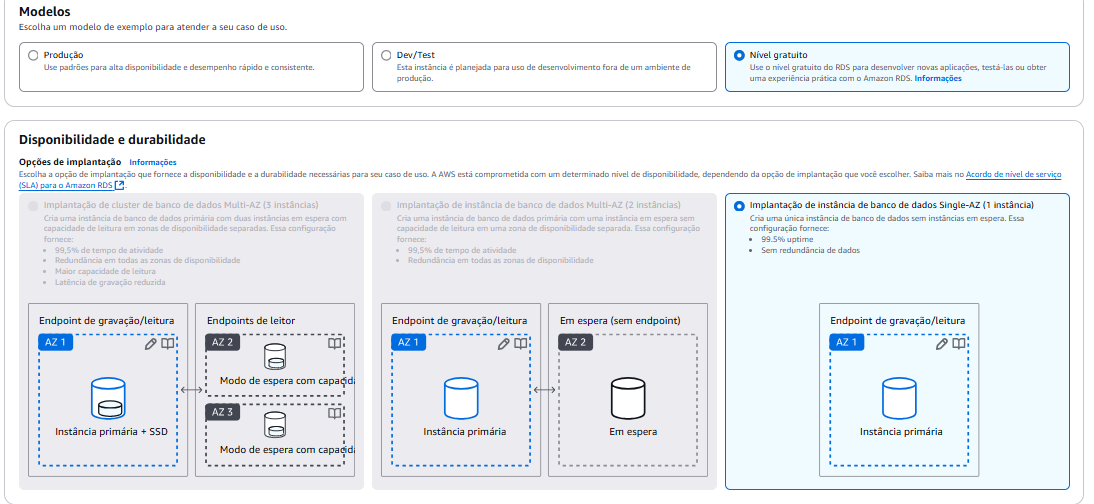 Modelos
Escolha um modelo de exemplo para atender a seu caso de uso.
Produção
Use padrões para alta disponibilidade e desempenho rápido e consistente.
Dev/Test
Esta instância é planejada para uso de desenvolvimento fora de um ambiente de
produção.
Nível gratuito
Use o nível gratuito do RDS para desenvolver novas aplicações, testá-las ou obter
uma experiência prática com o Amazon RDS. Informações
Disponibilidade e durabilidade
Opções de implantação Informações
Escolha a opção de implantação que fornece a disponibilidade e a durabilidade necessárias para seu caso de uso. A AWS está comprometida com um determinado nível de disponibilidade, dependendo da opção de implantação que você escolher. Saiba mais no Acordo de nível de serviço
(SLA) para o Amazon RDS.
Implantação de cluster de banco de dados Multi-AZ (3 instâncias)
Cria uma instância de banco de dados primária com duas instâncias em espera com
capacidade de leitura em zonas de disponibilidade separadas. Essa configuração
fornece:
• 99,5% de tempo de atividade
• Redundância em todas as zonas de disponibilidade
• Maior capacidade de leitura
• Latência de gravação reduzida
Endpoint de gravação/leitura
AZ 1
Instância primária + SSD
Endpoints de leitor
AZ 2
Modo de espera com capacida
AZ 3
Modo de espera com capacida
Implantação de instância de banco de dados Multi-AZ (2 instâncias)
Cria uma instância de banco de dados primária com uma instância em espera sem
capacidade de leitura em uma zona de disponibilidade separada. Essa configuração
fornece:
• 99,5% de tempo de atividade
• Redundância em todas as zonas de disponibilidade
Endpoint de gravação/leitura
AZ 1
Instância primária
Em espera (sem endpoint)
AZ 2
Em espera
Implantação de instância de banco de dados Single-AZ (1 instância)
Cria uma única instância de banco de dados sem instâncias em espera. Essa
configuração fornece:
• 99.5% uptime
• Sem redundância de dados
Endpoint de gravação/leitura
AZ 1
Instância primária